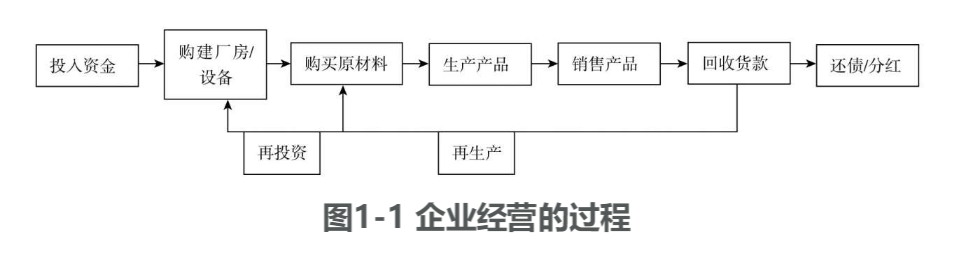 投入资金
购建厂房/
设备
购买原材料
生产产品
销售产品
回收货款
还债/分红
再投资
再生产
图1-1 企业经营的过程